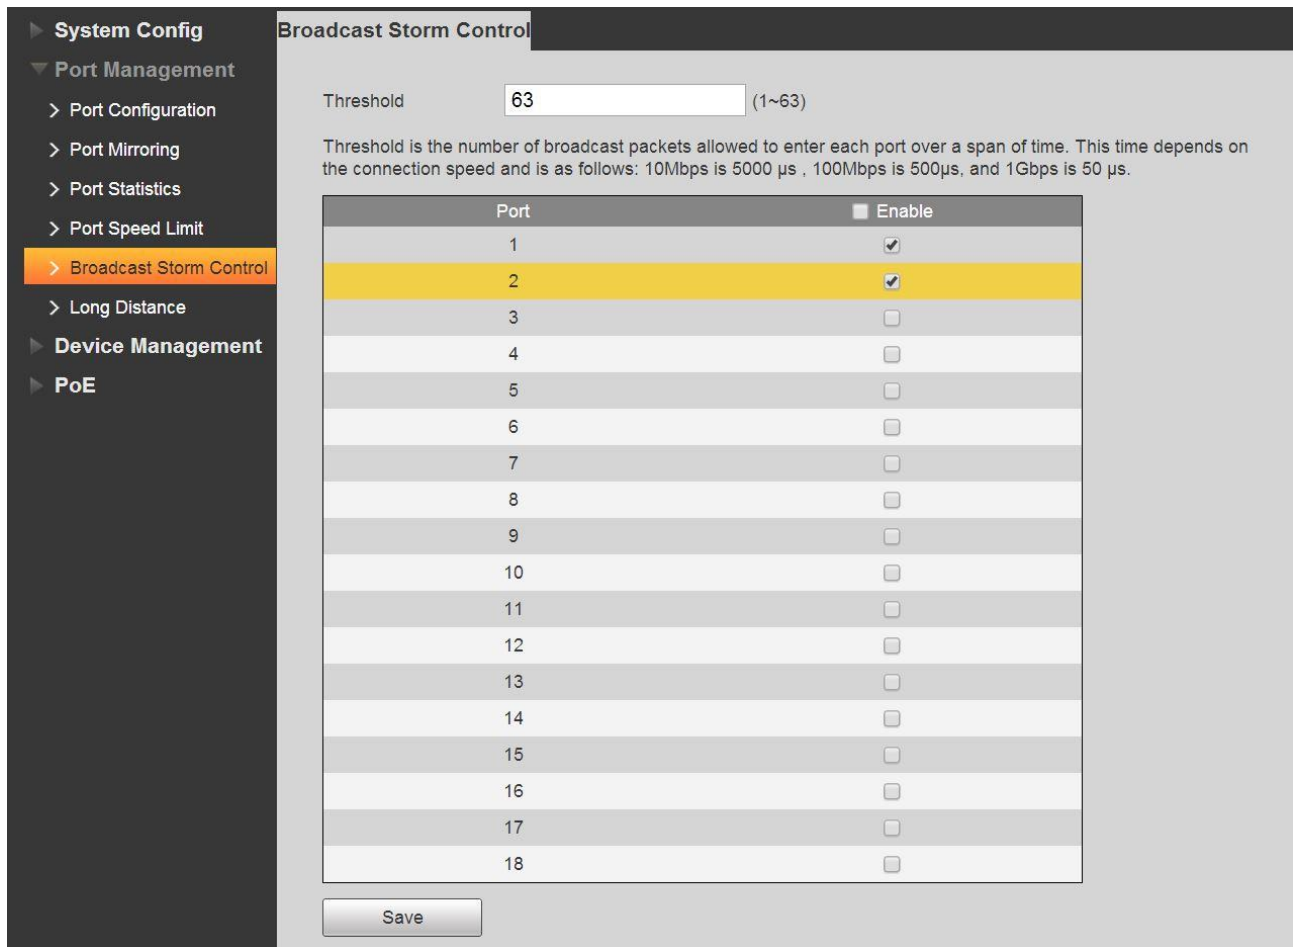 System Config
Port Management
Port Configuration
Port Mirroring
Port Statistics
Port Speed Limit
Broadcast Storm Control
Long Distance
Device Management
PoE
Broadcast Storm Control
Threshold 63 (1~63)
Threshold is the number of broadcast packets allowed to enter each port over a span of time. This time depends on
the connection speed and is as follows: 10Mbps is 5000 μs , 100Mbps is 500μs, and 1Gbps is 50 μs.
Port Enable
1
2
3
4
5
6
7
8
9
10
11
12
13
14
15
16
17
18
Save